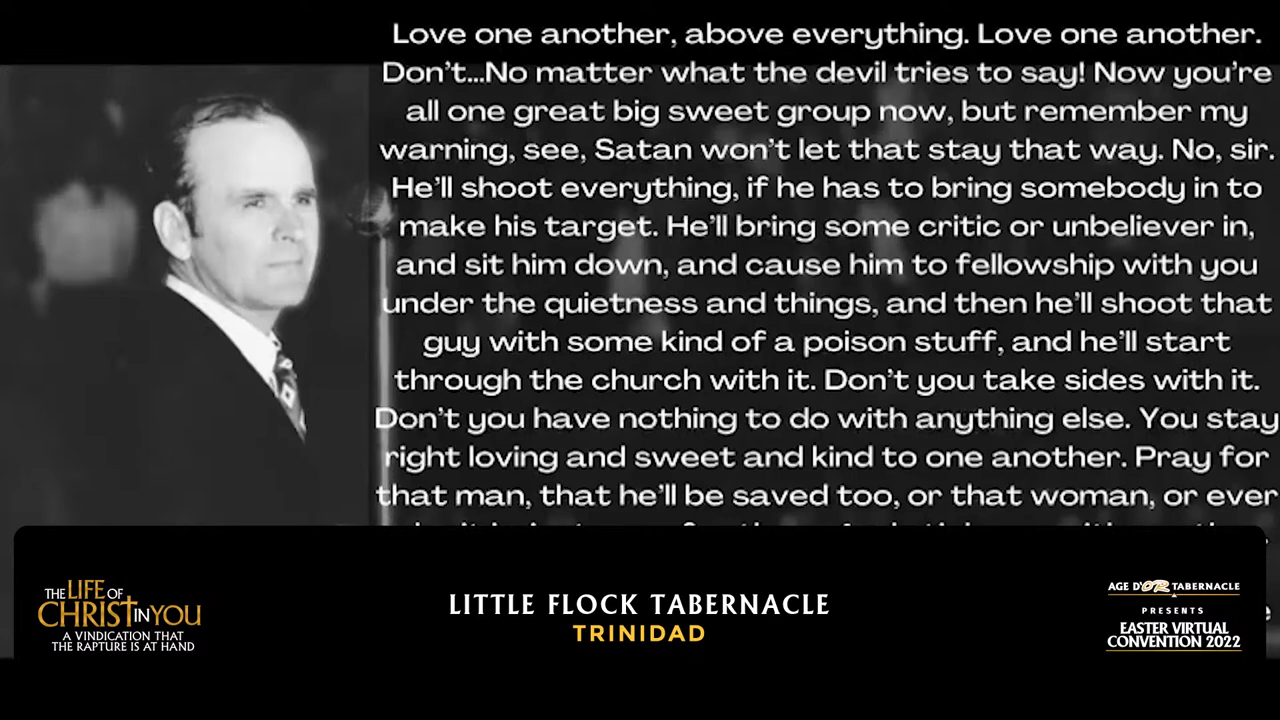 Love one another, above everything. Love one another.
Don't...No matter what the devil tries to say! Now you're
all one great big sweet group now, but remember my
warning, see, Satan won't let that stay that way. No, sir.
He'll shoot everything, if he has to bring somebody in to
make his target. He'll bring some critic or unbeliever in,
and sit him down, and cause him to fellowship with you
under the quietness and things, and then he'll shoot that
guy with some kind of a poison stuff, and he'll start
through the church with it. Don't you take sides with it.
Don't you have nothing to do with anything else. You stay
right loving and sweet and kind to one another. Pray for
that man, that he'll be saved too, or that woman, or ever
THE LIFE OF
CHRIST IN YOU
A VINDICATION THAT
THE RAPTURE IS AT HAND
LITTLE FLOCK TABERNACLE
TRINIDAD
AGE D'OR TABERNACLE
PRESENTS
EASTER VIRTUAL
CONVENTION 2022